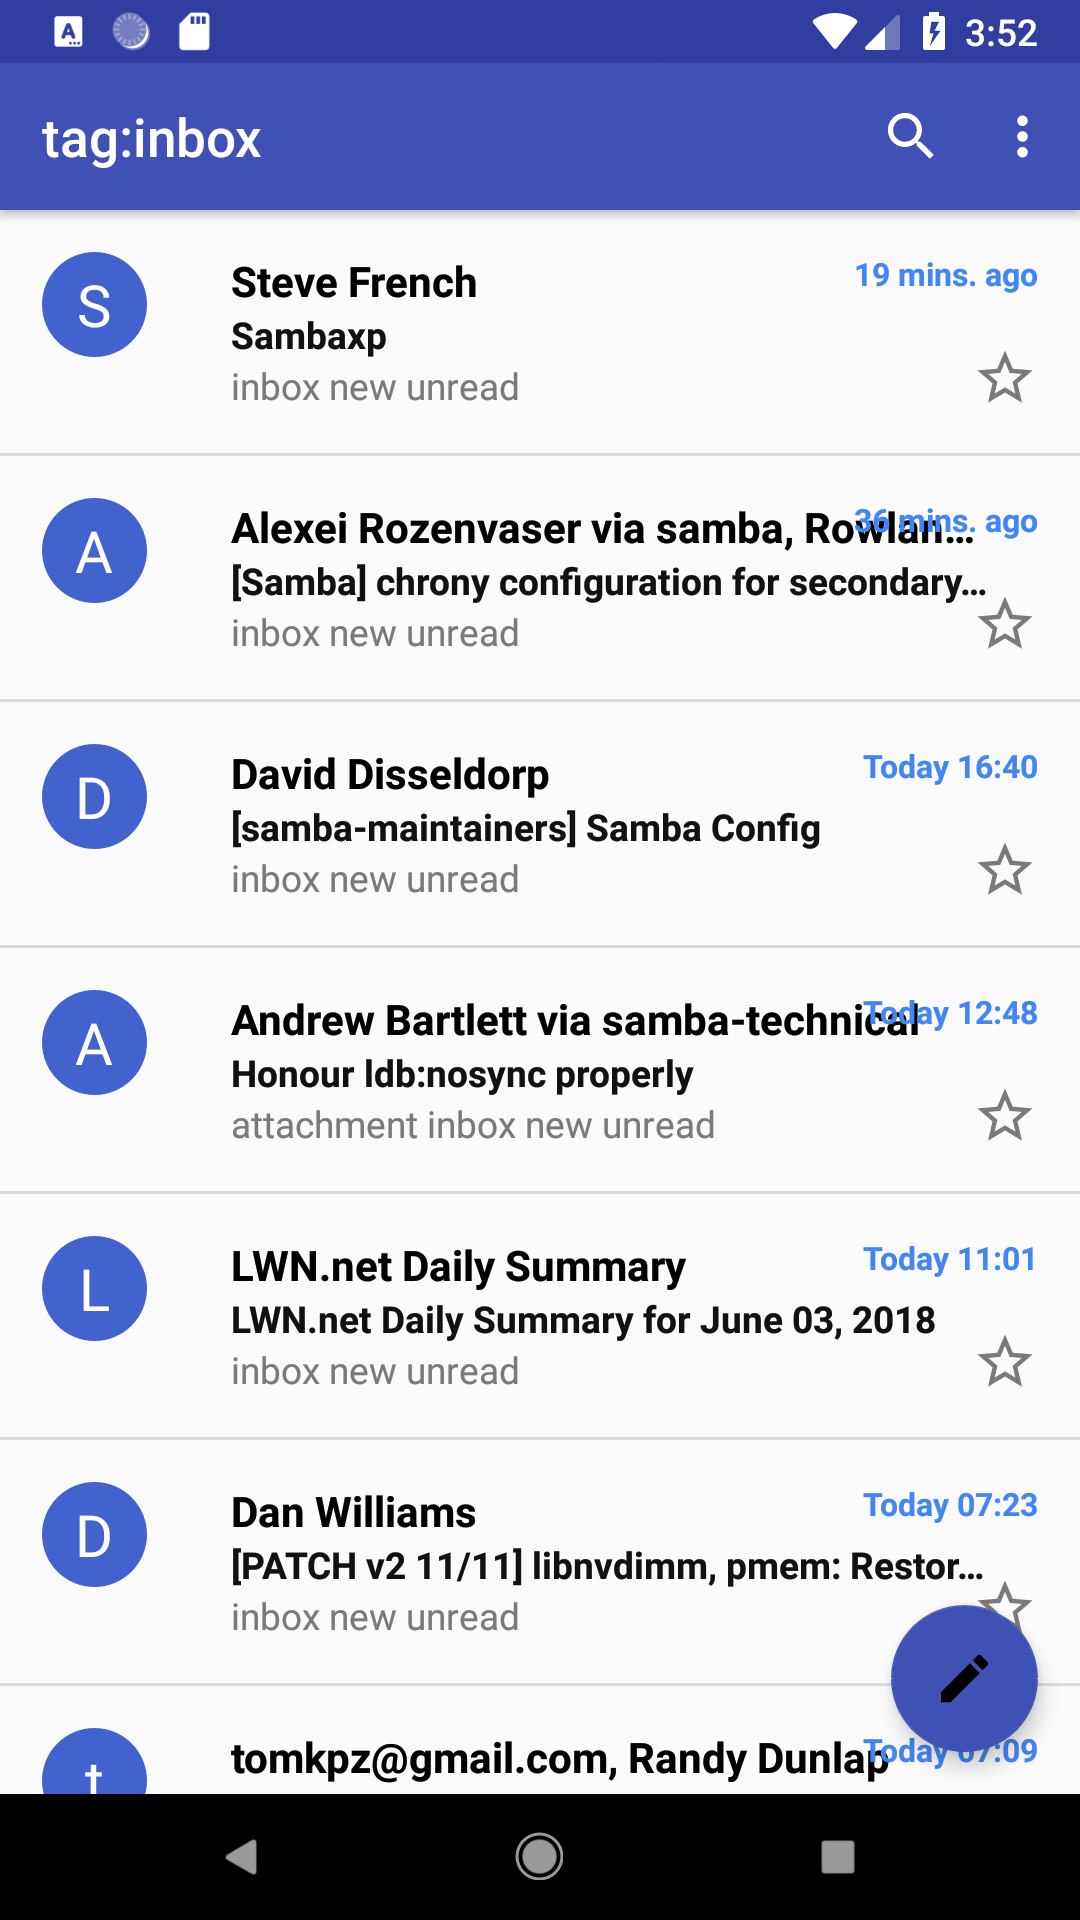 3:52
tag:inbox
S
Steve French
19 mins. ago
Sambaxp
inbox new unread
A
Alexei Rozenvaser via samba, Rowlan...
36 mins. ago
[Samba] chrony configuration for secondary...
inbox new unread
D
David Disseldorp
Today 16:40
[samba-maintainers] Samba Config
inbox new unread
A
Andrew Bartlett via samba-technical
Today 12:48
Honour ldb:nosync properly
attachment inbox new unread
L
LWN.net Daily Summary
Today 11:01
LWN.net Daily Summary for June 03, 2018
inbox new unread
D
Dan Williams
Today 07:23
[PATCH v2 11/11] libnvdimm, pmem: Restor...
inbox new unread
t
tomkpz@gmail.com, Randy Dunlap
Today 07:09